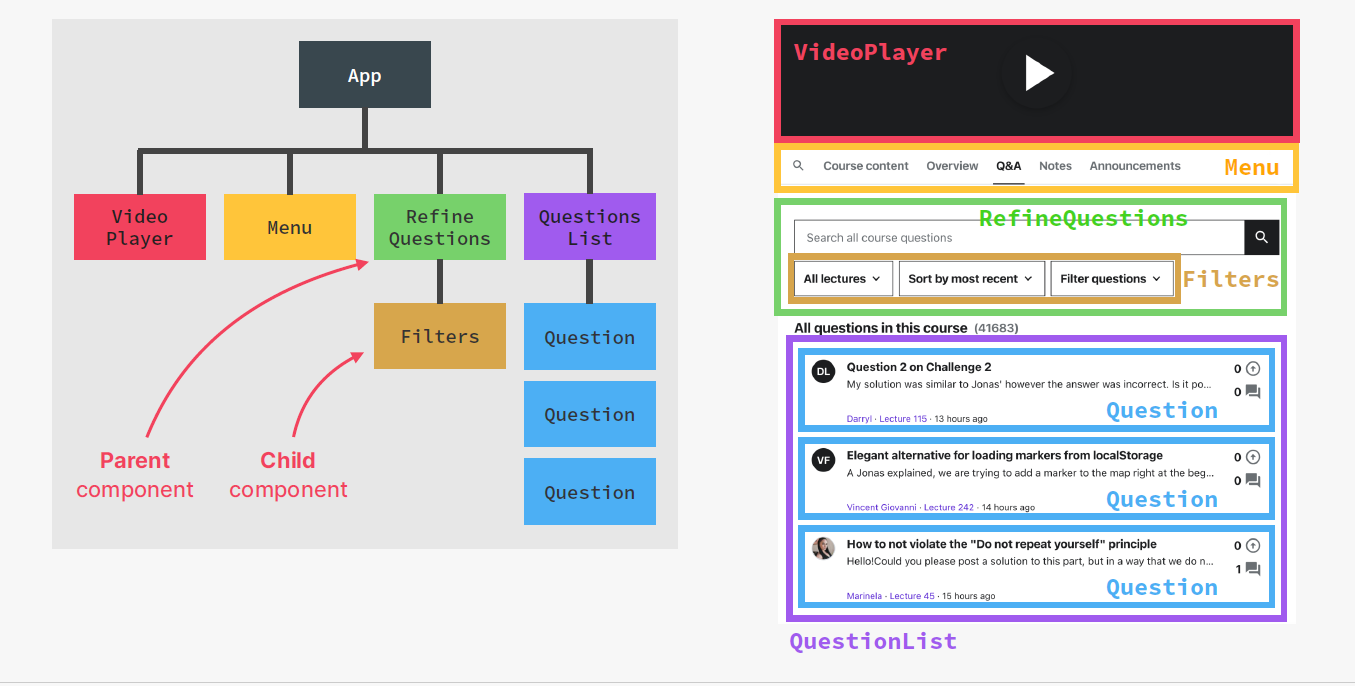 App
Video
Player
Menu
Refine
Questions
Questions
List
Filters
Question
Question
Question
Parent
component
Child
component
VideoPlayer
Course content Overview Q&A Notes Announcements
Menu
RefineQuestions
Search all course questions
All lectures Sort by most recent Filter questions
Filters
All questions in this course (41683)
DL
Question 2 on Challenge 2
0
My solution was similar to Jonas' however the answer was incorrect. Is it po...
0
Question
Darryl · Lecture 115 · 13 hours ago
VF
Elegant alternative for loading markers from localStorage
0
A Jonas explained, we are trying to add a marker to the map right at the beg...
0
Question
Vincent Giovanni · Lecture 242 · 14 hours ago
How to not violate the "Do not repeat yourself" principle
0
Hello!Could you please post a solution to this part, but in a way that we do n...
1
Question
Marinela · Lecture 45 · 15 hours ago
QuestionList